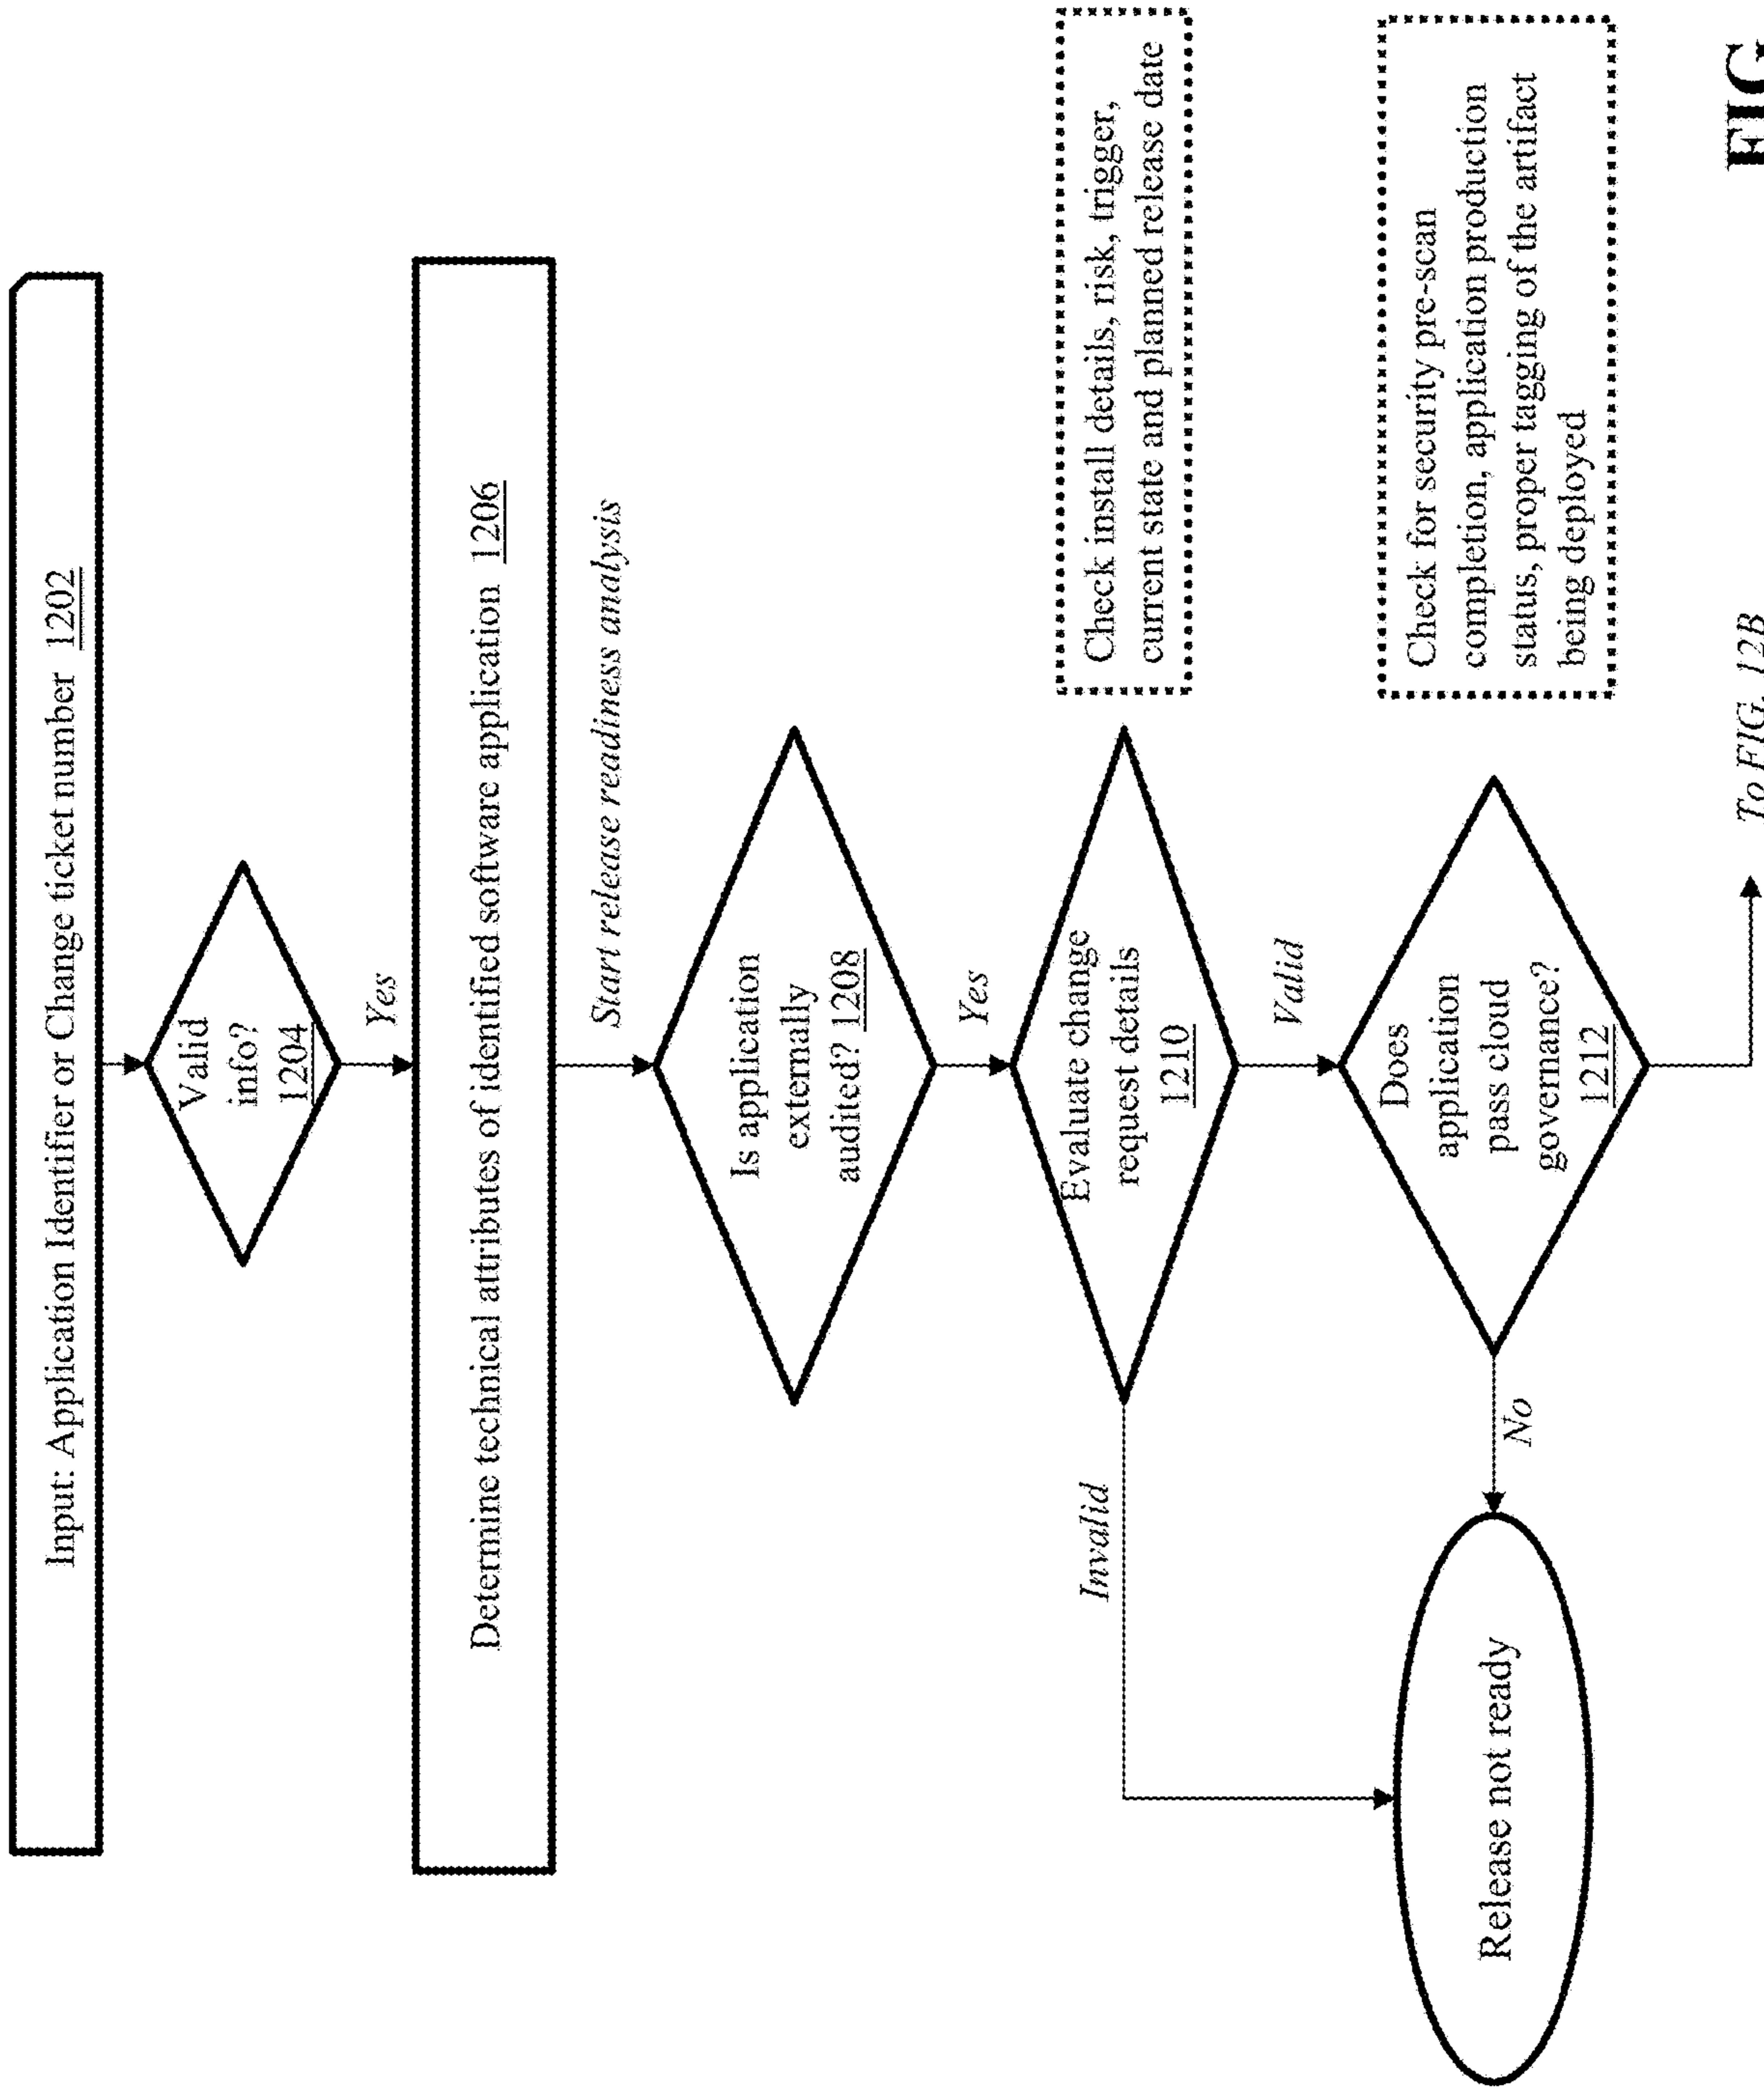 Input: Application Identifier or Change ticket number 1202
Valid
info?
1204
Yes
Determine technical attributes of identified software application 1206
Start release readiness analysis
Is application
externally
audited? 1208
Yes
Evaluate change
request details
1210
Check install details, risk, trigger,
current state and planned release date
Invalid
Valid
Does
application
pass cloud
governance?
1212
Check for security pre-scan
completion, application production
status, proper tagging of the artifact
being deployed
No
Release not ready
To FIG. 12B
FIG